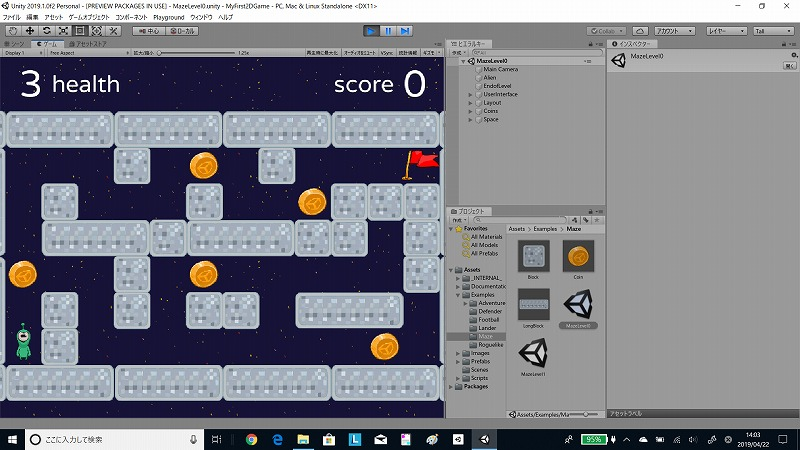 Unity 2019.1.0f2 Personal - [PREVIEW PACKAGES IN USE] - MazeLevel0.unity - MyFirst2DGame - PC, Mac & Linux Standalone <DX11>
ファイル 編集 アセット ゲームオブジェクト コンポーネント Playground ウィンドウ ヘルプ
中心 ローカル
Collab アカウント レイヤー Tall
シーン ゲーム アセットストア
Display 1 Free Aspect 拡大/縮小 1.25x 再生時に最大化 オーディオをミュート VSync 統計情報 ギズモ
3 health
score 0
ヒエラルキー
作成
MazeLevel0
Main Camera
Alien
EndofLevel
UserInterface
Layout
Coins
Space
プロジェクト
作成
Favorites
All Materials
All Models
All Prefabs
Assets
_INTERNAL_
Documentatio
Examples
Adventure
Defender
Football
Lander
Maze
Roguelike
Images
Prefabs
Scenes
Scripts
Packages
Assets Examples Maze
Block
Coin
LongBlock
MazeLevel0
MazeLevel1
Assets/Examples/Ma
インスペクター
MazeLevel0
開く
アセットラベル
ここに入力して検索
95%
14:03
2019/04/22